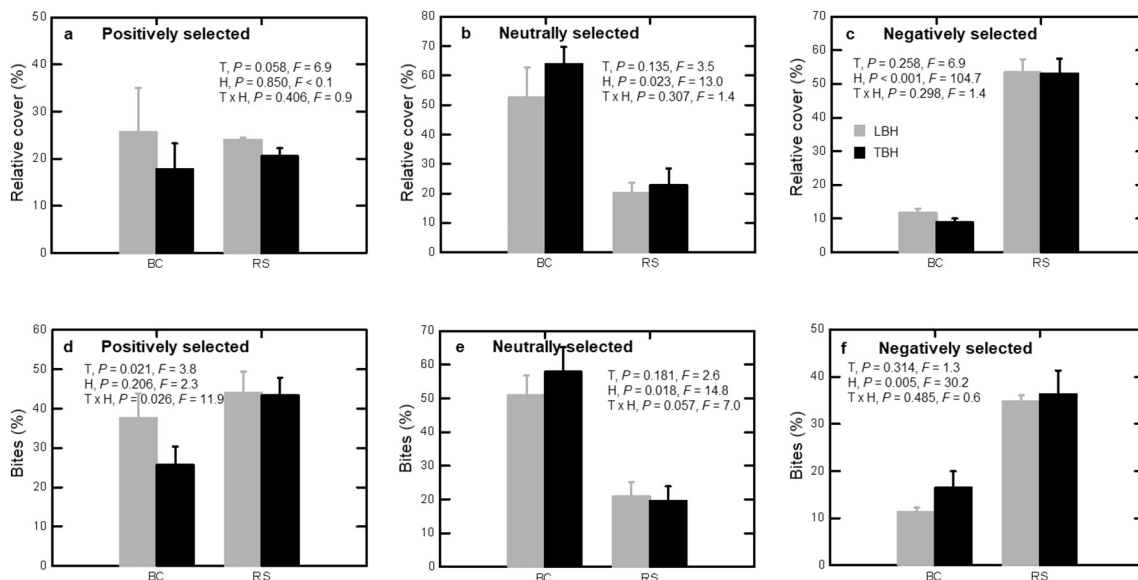 a Positively selected
T, P = 0.058, F = 6.9
H, P = 0.850, F < 0.1
T x H, P = 0.406, F = 0.9
Relative cover (%)
50
40
30
20
10
0
BC RS
b Neutrally selected
T, P = 0.135, F = 3.5
H, P = 0.023, F = 13.0
T x H, P = 0.307, F = 1.4
Relative cover (%)
80
70
60
50
40
30
20
10
0
BC RS
c Negatively selected
T, P = 0.258, F = 6.9
H, P < 0.001, F = 104.7
T x H, P = 0.298, F = 1.4
LBH
TBH
Relative cover (%)
70
60
50
40
30
20
10
0
BC RS
d Positively selected
T, P = 0.021, F = 3.8
H, P = 0.206, F = 2.3
T x H, P = 0.026, F = 11.9
Bites (%)
60
50
40
30
20
10
0
BC RS
e Neutrally selected
T, P = 0.181, F = 2.6
H, P = 0.018, F = 14.8
T x H, P = 0.057, F = 7.0
Bites (%)
70
60
50
40
30
20
10
0
BC RS
f Negatively selected
T, P = 0.314, F = 1.3
H, P = 0.005, F = 30.2
T x H, P = 0.485, F = 0.6
Bites (%)
50
40
30
20
10
0
BC RS